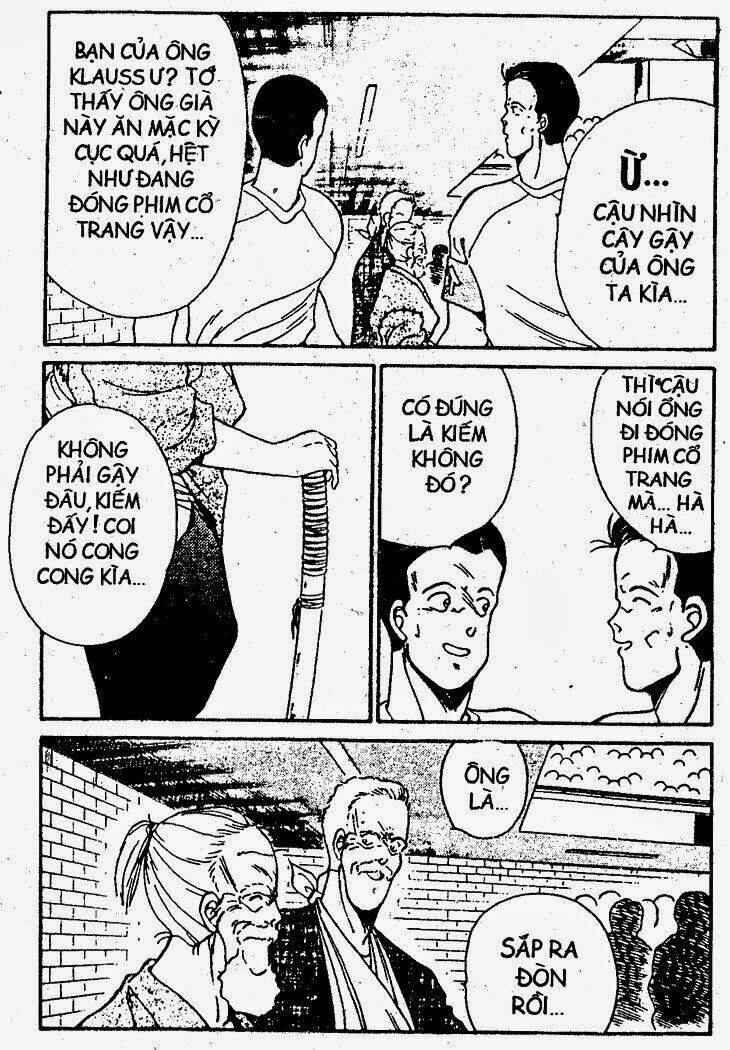 BẠN CỦA ÔNG
KLAUSS Ư? TỚ
THẤY ÔNG GIÀ
NÀY ĂN MẶC KỲ
CỤC QUÁ, HỆT
NHƯ ĐANG
ĐÓNG PHIM CỔ
TRANG VẬY...
Ừ...
CẬU NHÌN
CÂY GẬY
CỦA ÔNG
TA KÌA...
KHÔNG
PHẢI GẬY
ĐÂU, KIẾM
ĐẤY! COI
NÓ CONG
CONG KÌA...
CÓ ĐÚNG
LÀ KIẾM
KHÔNG
ĐÓ?
THÌ CẬU
NÓI ỔNG
ĐI ĐÓNG
PHIM CỔ
TRANG
MÀ... HÀ
HÀ...
ÔNG
LÀ...
SẮP RA
ĐÒN
RỒI...